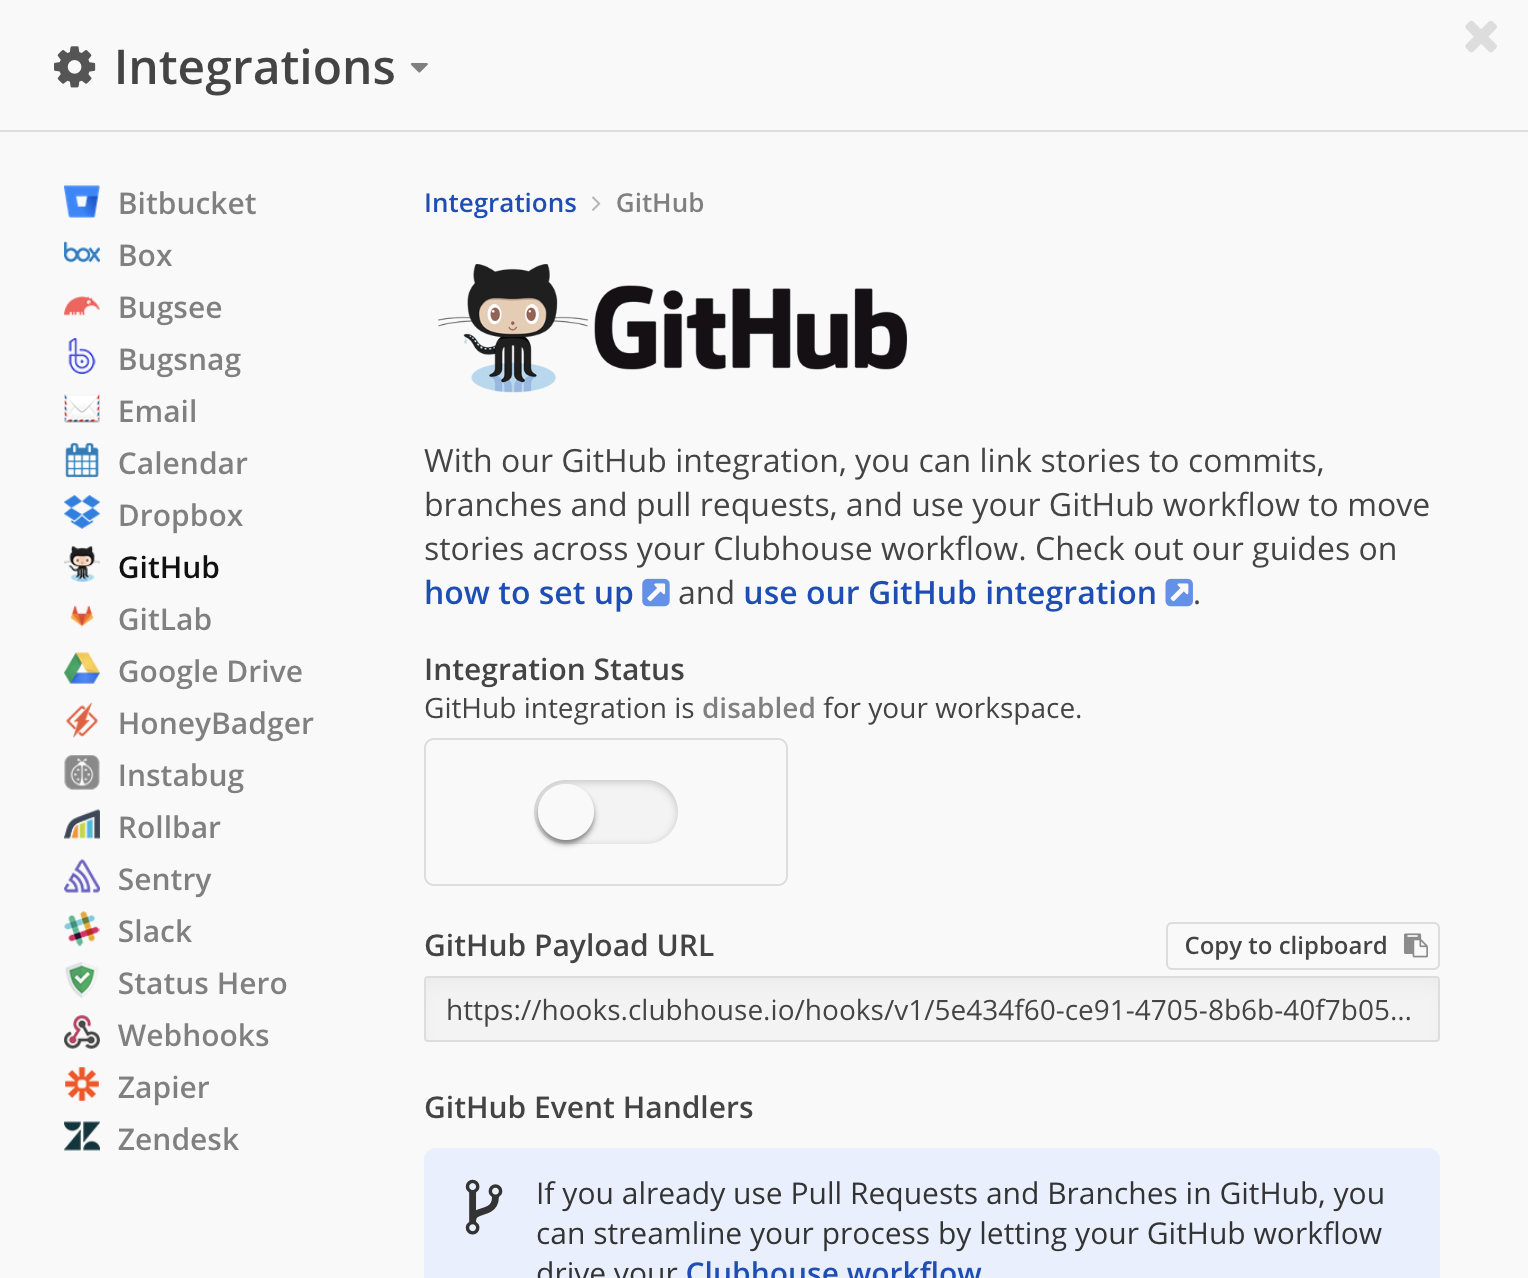 Integrations
Bitbucket
box Box
Bugsee
Bugsnag
Email
Calendar
Dropbox
GitHub
GitLab
Google Drive
HoneyBadger
Instabug
Rollbar
Sentry
Slack
Status Hero
Webhooks
Zapier
Zendesk
Integrations > GitHub
GitHub
With our GitHub integration, you can link stories to commits,
branches and pull requests, and use your GitHub workflow to move
stories across your Clubhouse workflow. Check out our guides on
how to set up and use our GitHub integration.
Integration Status
GitHub integration is disabled for your workspace.
GitHub Payload URL
Copy to clipboard
https://hooks.clubhouse.io/hooks/v1/5e434f60-ce91-4705-8b6b-40f7b05...
GitHub Event Handlers
If you already use Pull Requests and Branches in GitHub, you
can streamline your process by letting your GitHub workflow
drive your Clubhouse workflow